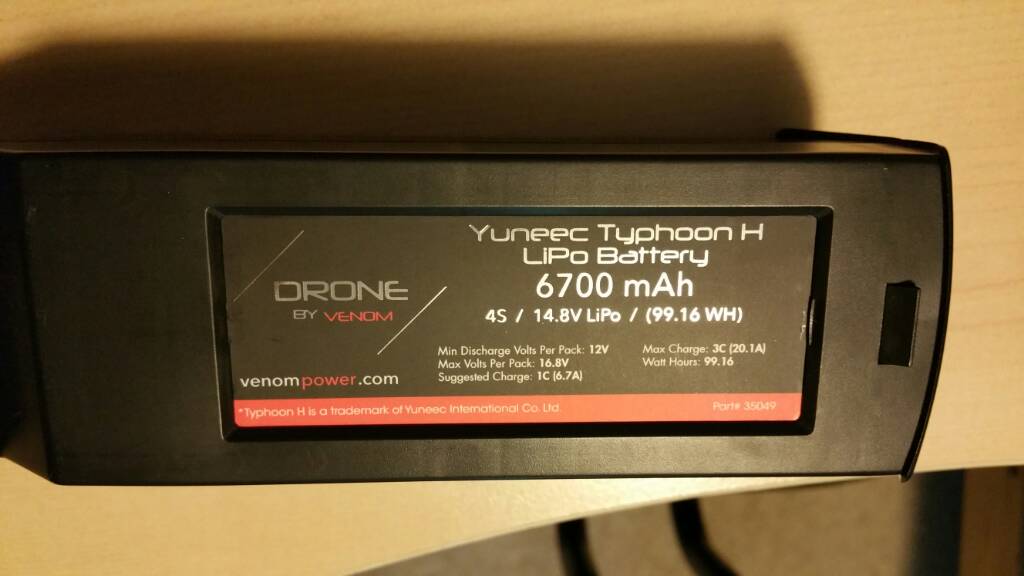 Yuneec Typhoon H
LiPo Battery
6700 mAh
4S / 14.8V LiPo / (99.16 WH)
DRONE
BY VENOM
Min Discharge Volts Per Pack: 12V
Max Volts Per Pack: 16.8V
Suggested Charge: 1C (6.7A)
Max Charge: 3C (20.1A)
Watt Hours: 99.16
venompower.com
*Typhoon H is a trademark of Yuneec International Co. Ltd.
Part# 35049